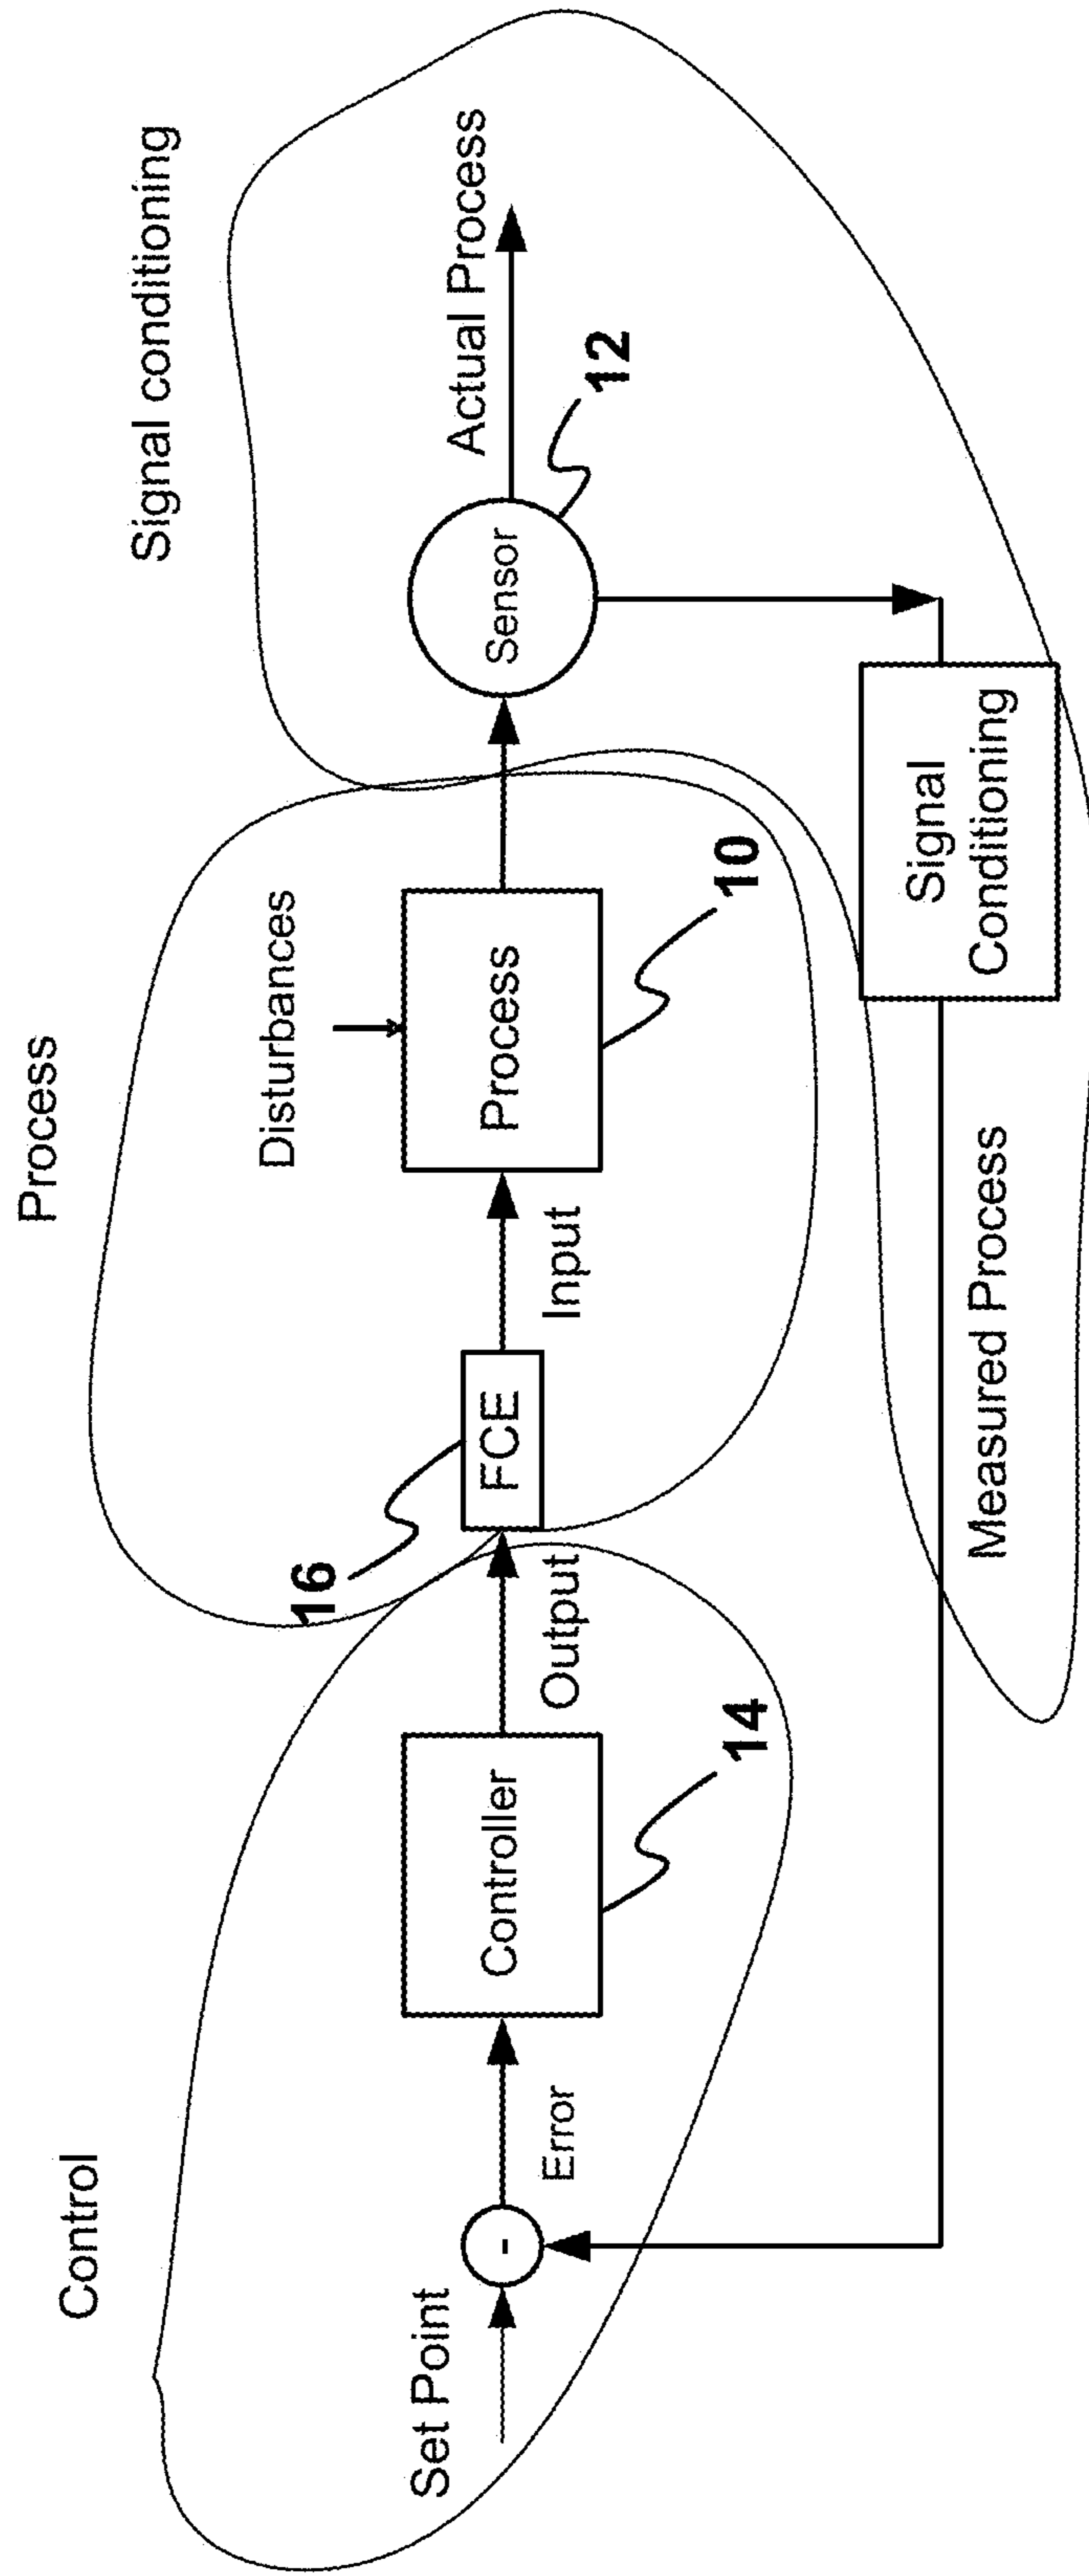 Control
Process
Signal conditioning
Set Point
-
Error
Controller
14
Output
16
FCE
Input
Disturbances
Process
10
Sensor
12
Actual Process
Signal
Conditioning
Measured Process